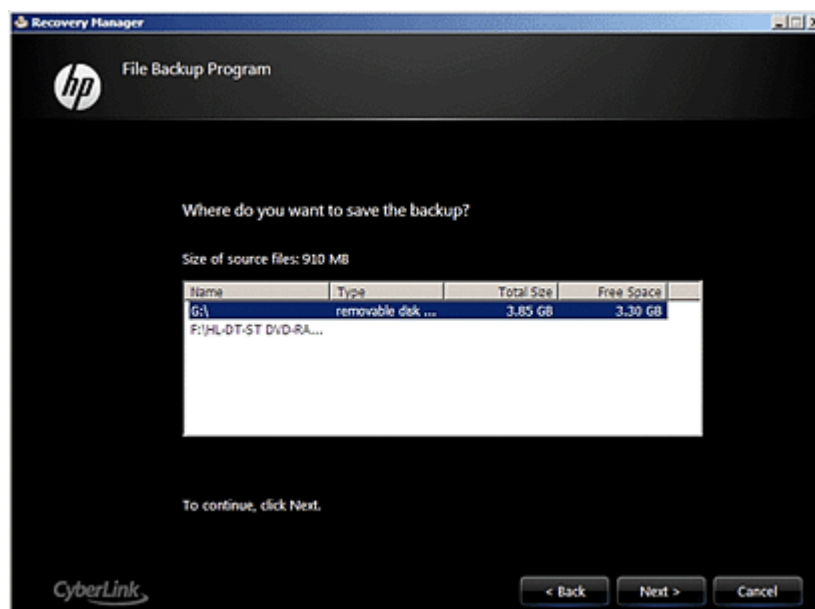 Recovery Manager
hp
File Backup Program
Where do you want to save the backup?
Size of source files: 910 MB
Name Type Total Size Free Space
G:\ removable disk ... 3.85 GB 3.30 GB
F:\HL-DT-ST DVD-RA...
To continue, click Next.
CyberLink
< Back Next > Cancel